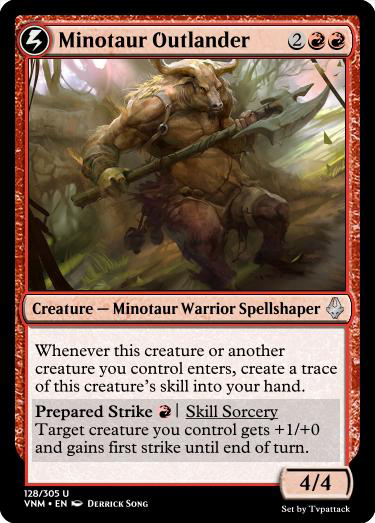 Minotaur Outlander 2
Creature — Minotaur Warrior Spellshaper
Whenever this creature or another
creature you control enters, create a trace
of this creature's skill into your hand.
Prepared Strike | Skill Sorcery
Target creature you control gets +1/+0
and gains first strike until end of turn.
4/4
128/305 U
VNM • EN Derrick Song
Set by Tvpattack